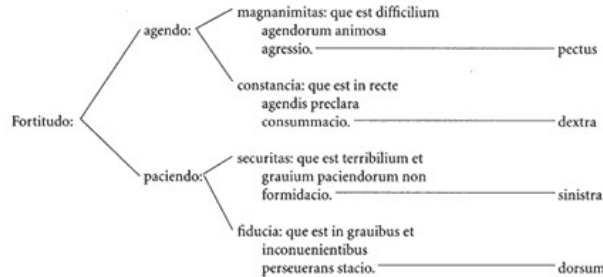 magnanimitas: que est difficilium
agendo:
agendorum animosa
agressio. pectus
constancia: que est in recte
agendis preclara
Fortitudo:
consummacio. dextra
securitas: que est terribilium et
paciendo:
grauium paciendorum non
formidacio. sinistra
fiducia: que est in grauibus et
inconuenientibus
perseuerans stacio. dorsum